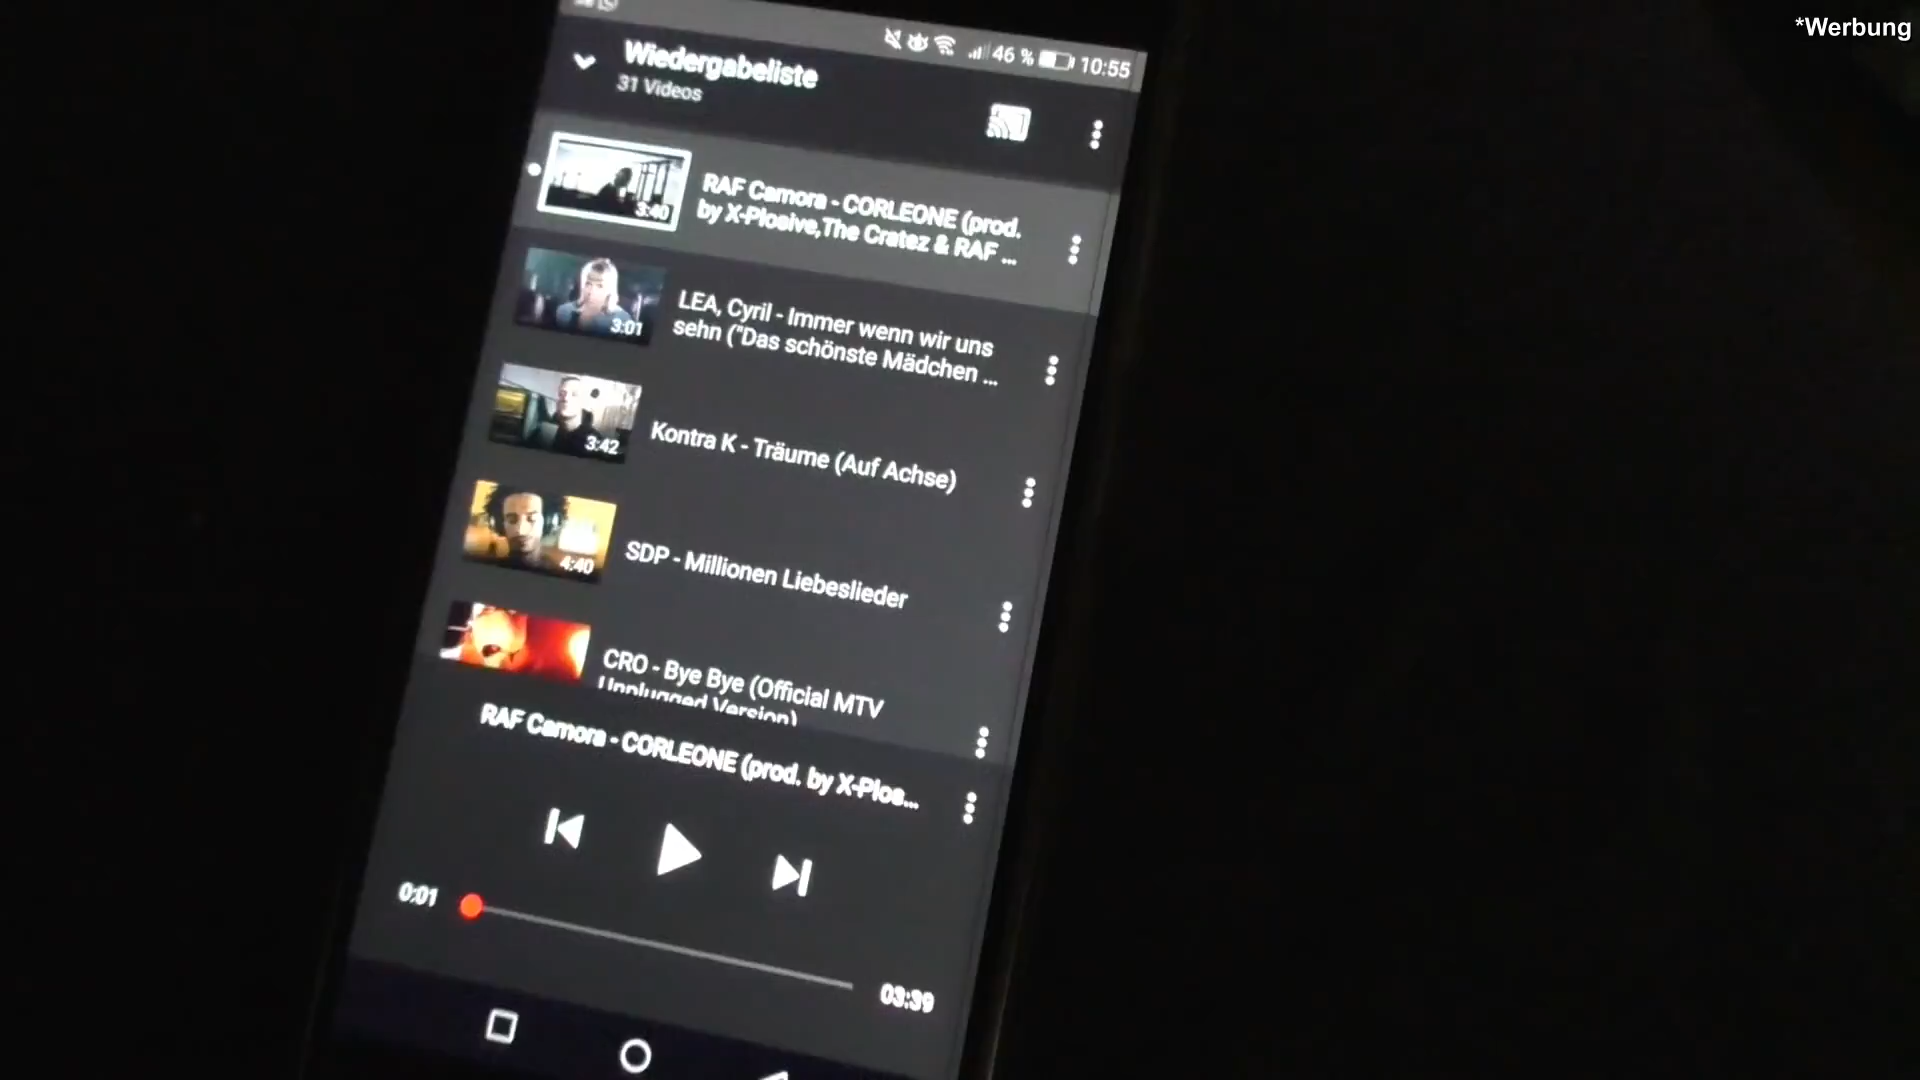 *Werbung
46 % 10:55
Wiedergabeliste
31 Videos
3:40
RAF Camora - CORLEONE (prod.
by X-Plosive,The Cratez & RAF ...
3:01
LEA, Cyril - Immer wenn wir uns
sehn ("Das schönste Mädchen ...
3:42
Kontra K - Träume (Auf Achse)
4:40
SDP - Millionen Liebeslieder
CRO - Bye Bye (Official MTV
Unplugged Version)
RAF Camora - CORLEONE (prod. by X-Plos...
0:01
03:39